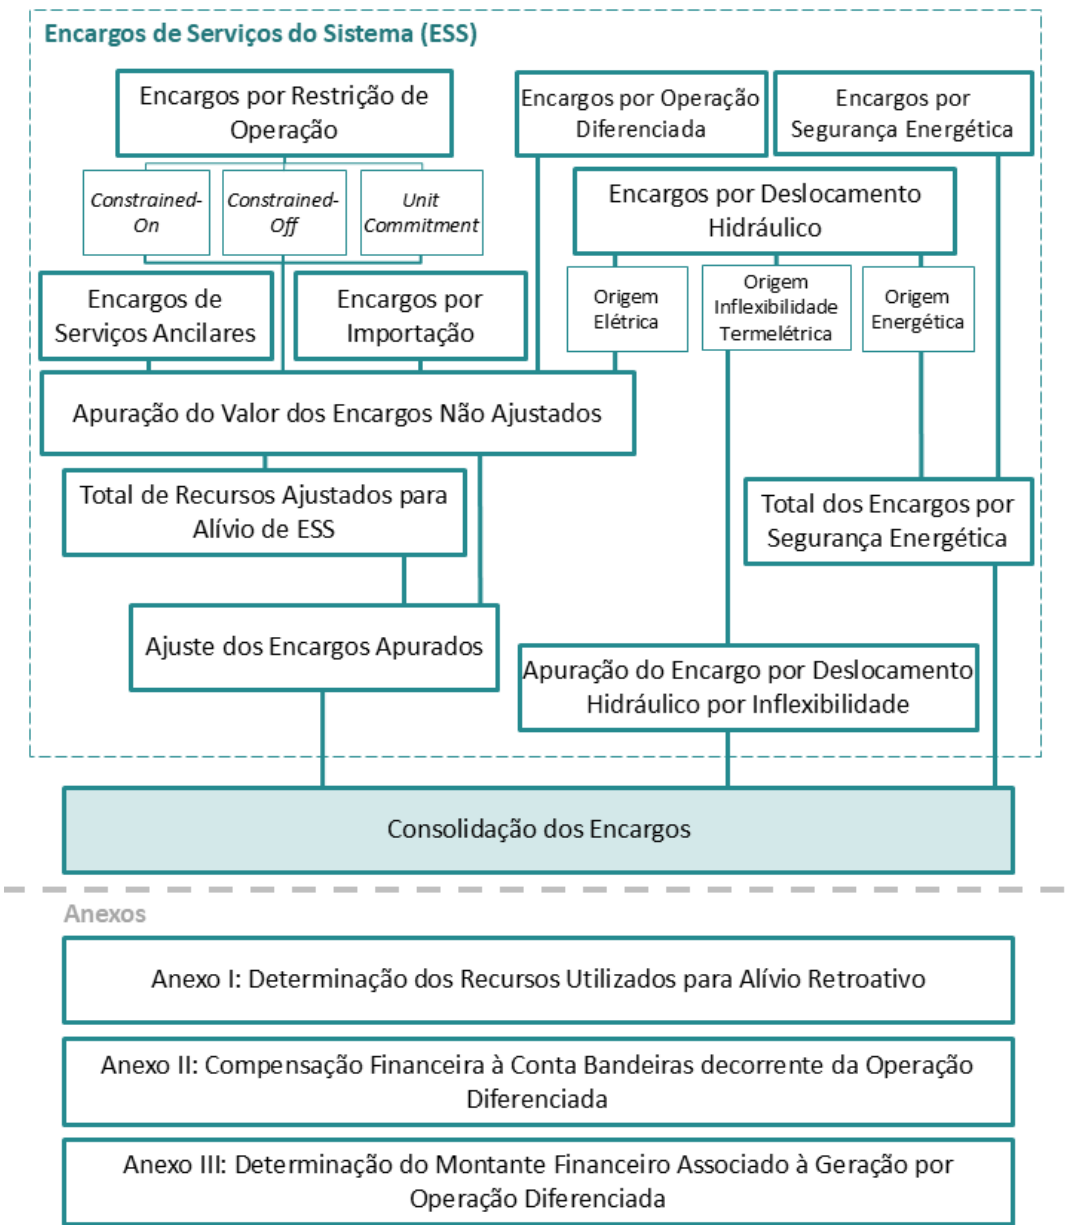 Encargos de Serviços do Sistema (ESS)
Encargos por Restrição de
Operação
Constrained-
On
Constrained-
Off
Unit
Commitment
Encargos por Operação
Diferenciada
Encargos por
Segurança Energética
Encargos por Deslocamento
Hidráulico
Encargos de
Serviços Ancilares
Encargos por
Importação
Origem
Elétrica
Origem
Inflexibilidade
Termelétrica
Origem
Energética
Apuração do Valor dos Encargos Não Ajustados
Total de Recursos Ajustados para
Alívio de ESS
Total dos Encargos por
Segurança Energética
Ajuste dos Encargos Apurados
Apuração do Encargo por Deslocamento
Hidráulico por Inflexibilidade
Consolidação dos Encargos
Anexos
Anexo I: Determinação dos Recursos Utilizados para Alívio Retroativo
Anexo II: Compensação Financeira à Conta Bandeiras decorrente da Operação
Diferenciada
Anexo III: Determinação do Montante Financeiro Associado à Geração por
Operação Diferenciada